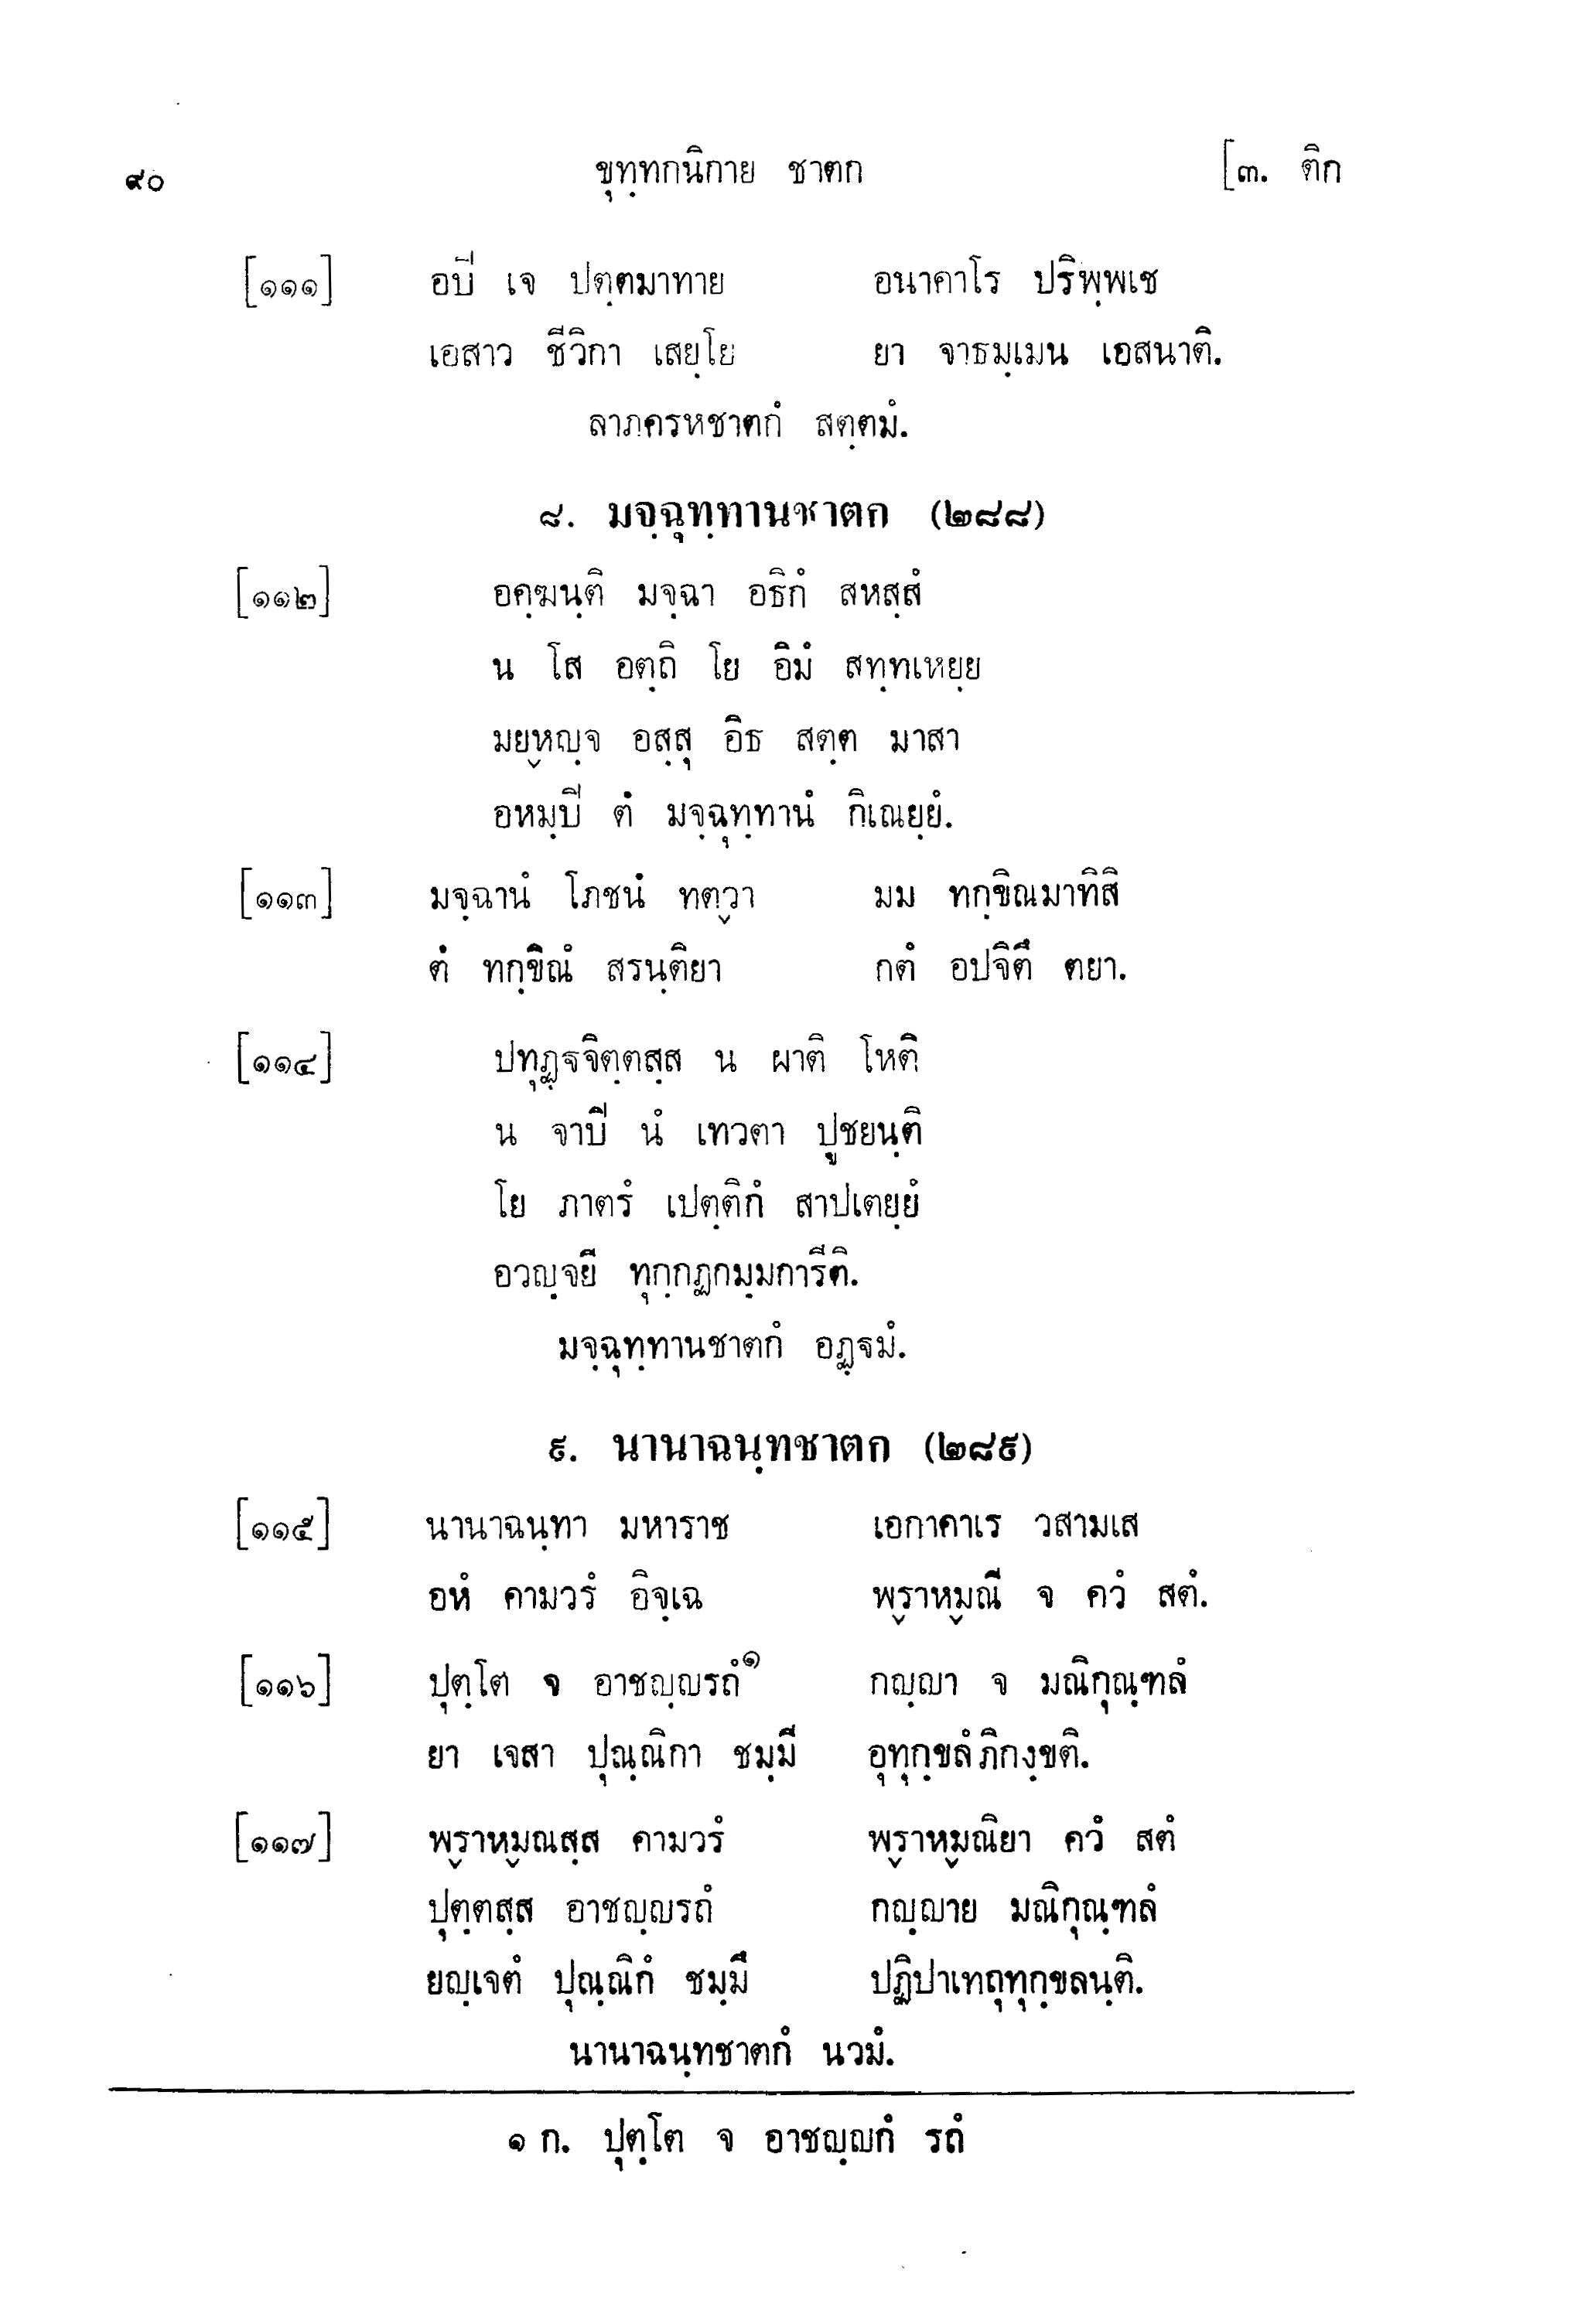 ๙๐ ขุทฺทกนิกาย ชาตก [๓. ติก
[๑๑๑] อปิ เจ ปตฺตมาทาย อนาคาโร ปริพฺพเช
เอสาว ชีวิกา เสยฺโย ยา จาธมฺเมน เอสนาติ.
ลาภครหชาตกํ สตฺตมํ.
๘. มจฺฉุทฺทานชาตก (๒๘๘)
[๑๑๒] อคฺฆนฺติ มจฺฉา อธิกํ สหสฺสํ
น โส อตฺถิ โย อิมํ สทฺทเหยฺย
มยฺ๎หญฺจ อสฺสุ อิธ สตฺต มาสา
อหมฺปิ ตํ มจฺฉุทฺทานํ กิเณยฺยํ.
[๑๑๓] มจฺฉานํ โภชนํ ทต๎วา มม ทกฺขิณมาทิสิ
ตํ ทกฺขิณํ สรนฺติยา กตํ อปจิตึ ตยา.
[๑๑๔] ปทุฏฺฐจิตฺตสฺส น ผาติ โหติ
น จาปิ นํ เทวตา ปูชยนฺติ
โย ภาตรํ เปตฺติกํ สาปเตยฺยํ
อวญฺจยี ทุกฺกฏกมฺมการีติ.
มจฺฉุทฺทานชาตกํ อฏฺฐมํ.
๙. นานาฉนฺทชาตก (๒๘๙)
[๑๑๕] นานาฉนฺทา มหาราช เอกาคาเร วสามเส
อหํ คามวรํ อิจฺเฉ พ๎ราห๎มณี จ ควํ สตํ.
[๑๑๖] ปุตฺโต จ อาชญฺญรถํ๑ กญฺญา จ มณิกุณฺฑลํ
ยา เจสา ปุณฺณิกา ชมฺมี อุทุกฺขลํภิกงฺขติ.
[๑๑๗] พ๎ราห๎มณสฺส คามวรํ พ๎ราห๎มณิยา ควํ สตํ
ปุตฺตสฺส อาชญฺญรถํ กญฺญาย มณิกุณฺฑลํ
ยญฺเจตํ ปุณฺณิกํ ชมฺมึ ปฏิปาเทถุทุกฺขลนฺติ.
นานาฉนฺทชาตกํ นวมํ.
๑ ก. ปุตฺโต จ อาชญฺญกํ รถํ